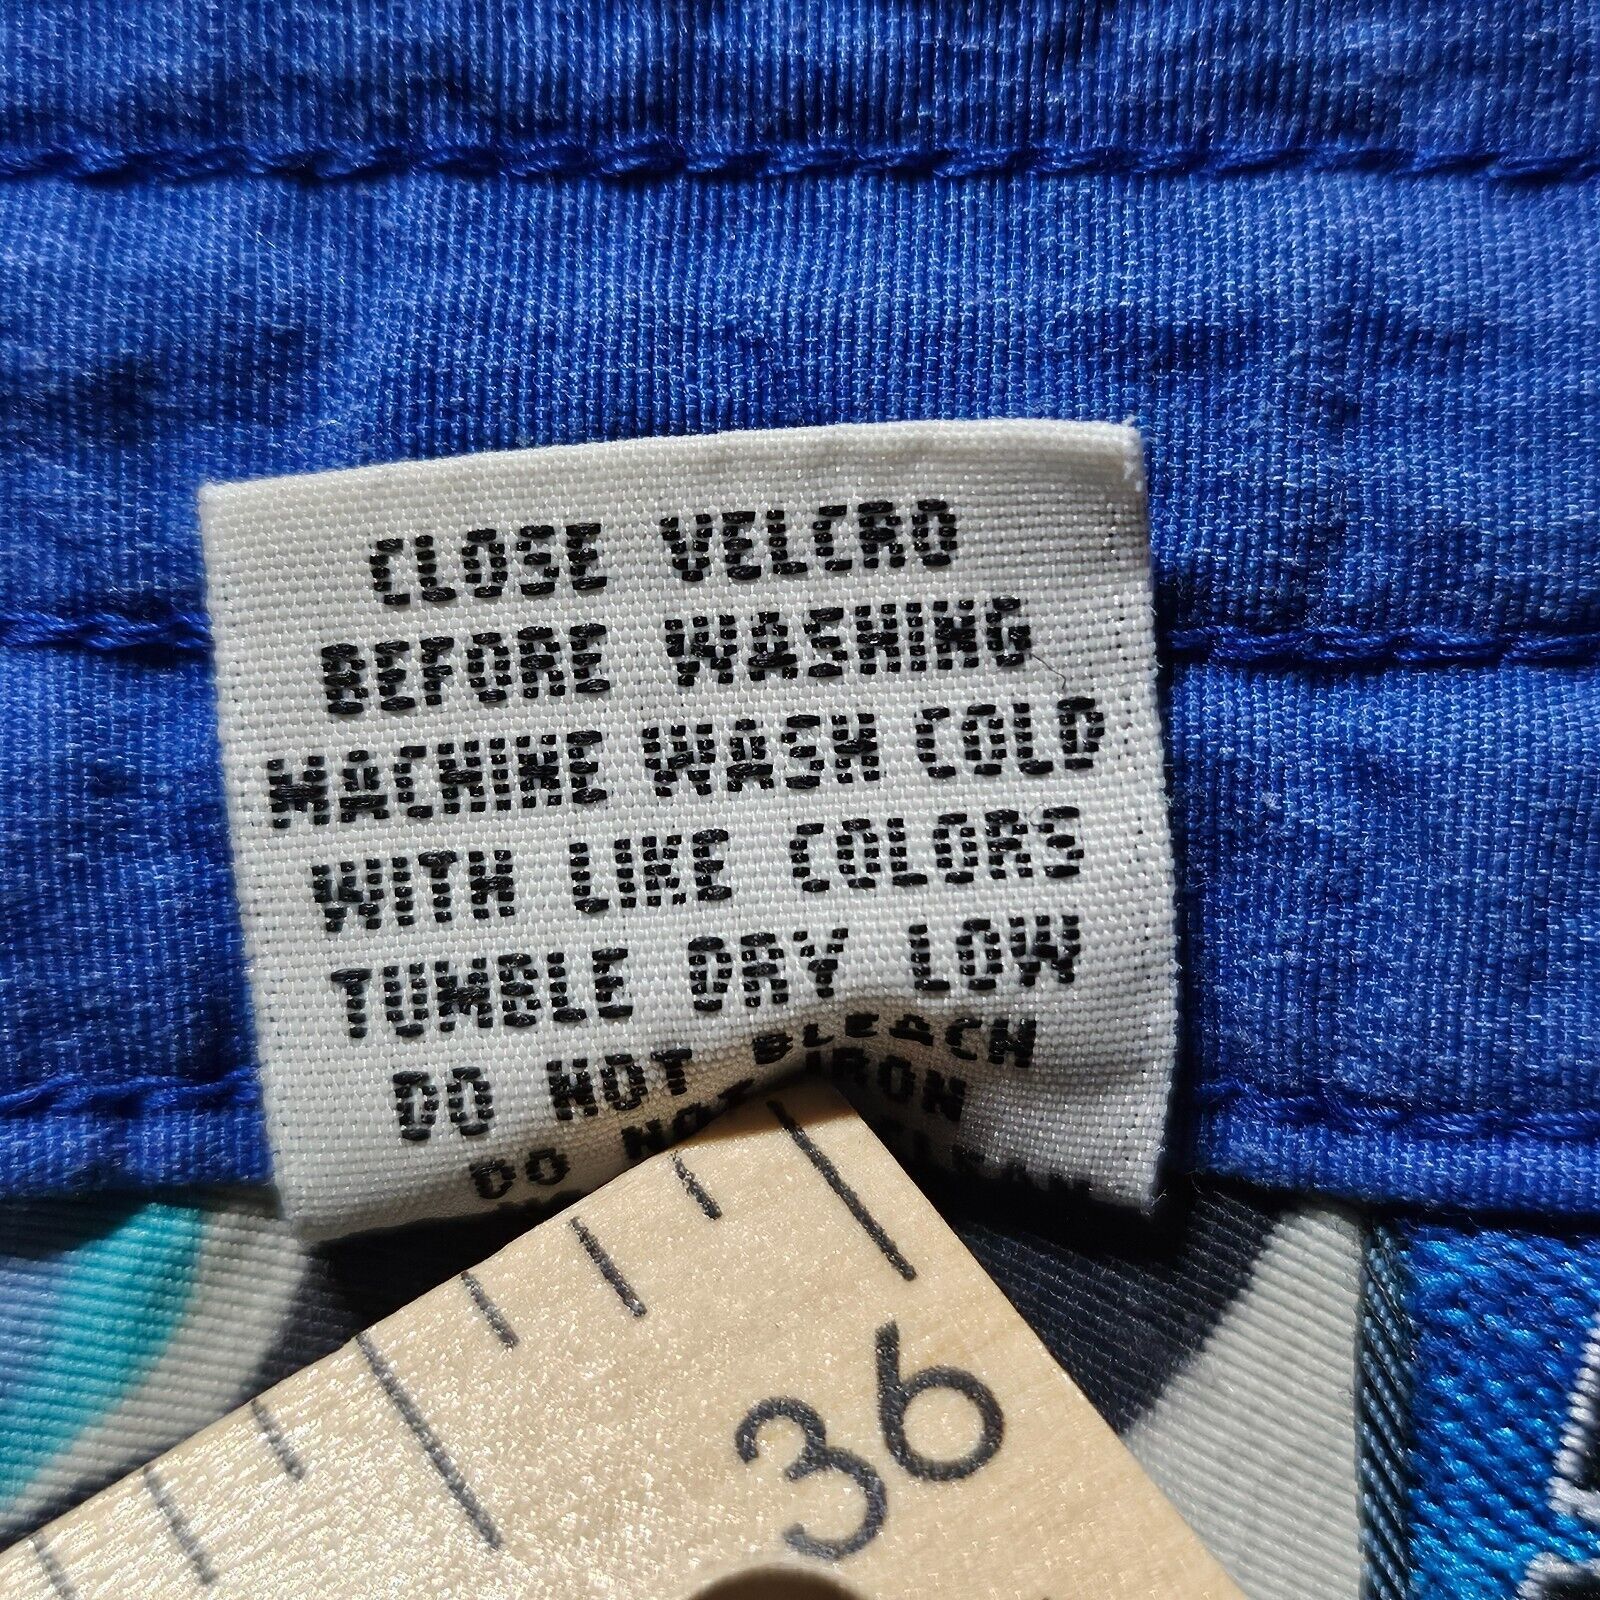 CLOSE VELCRO
BEFORE WASHING
MACHINE WASH COLD
WITH LIKE COLORS
TUMBLE DRY LOW
DO NOT BLEACH
DO NOT IRON
36